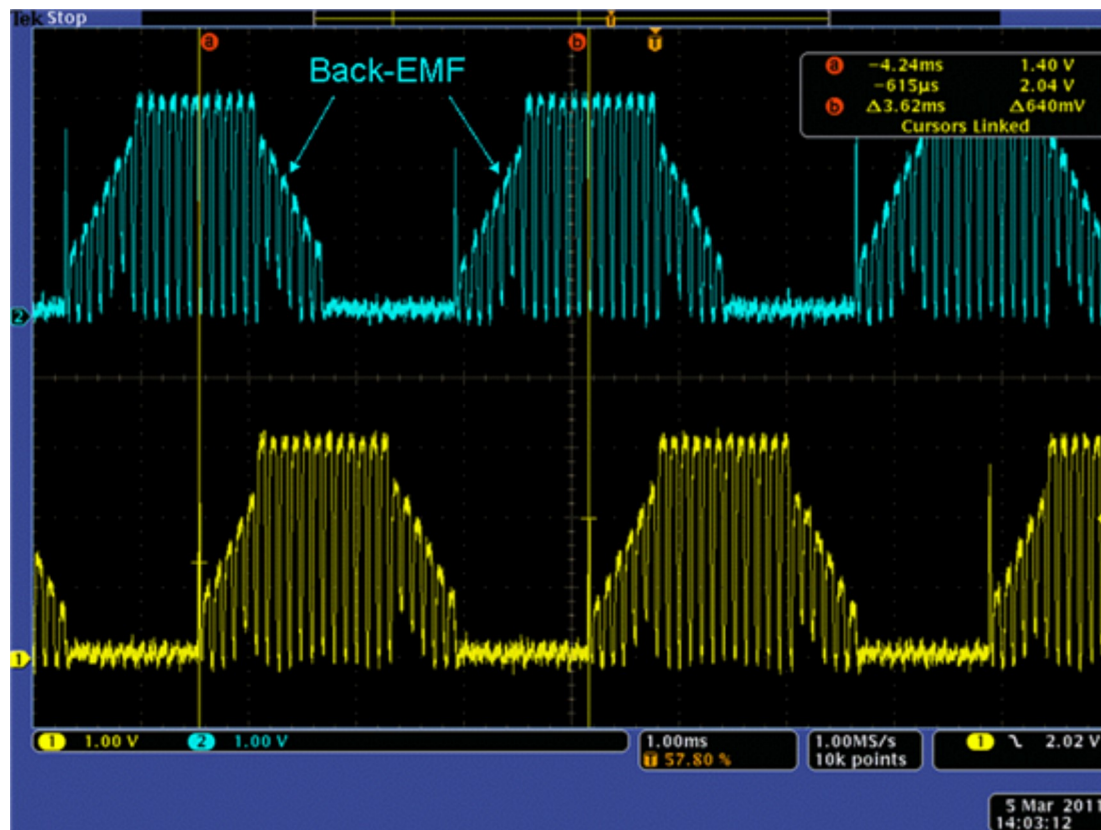 Tek Stop
a
b
T
T
Back-EMF
a −4.24ms 1.40 V
−615µs 2.04 V
b Δ3.62ms Δ640mV
Cursors Linked
2
1
1 1.00 V 2 1.00 V
1.00ms
T 57.80 %
1.00MS/s
10k points
1 2.02 V
5 Mar 2011
14:03:12